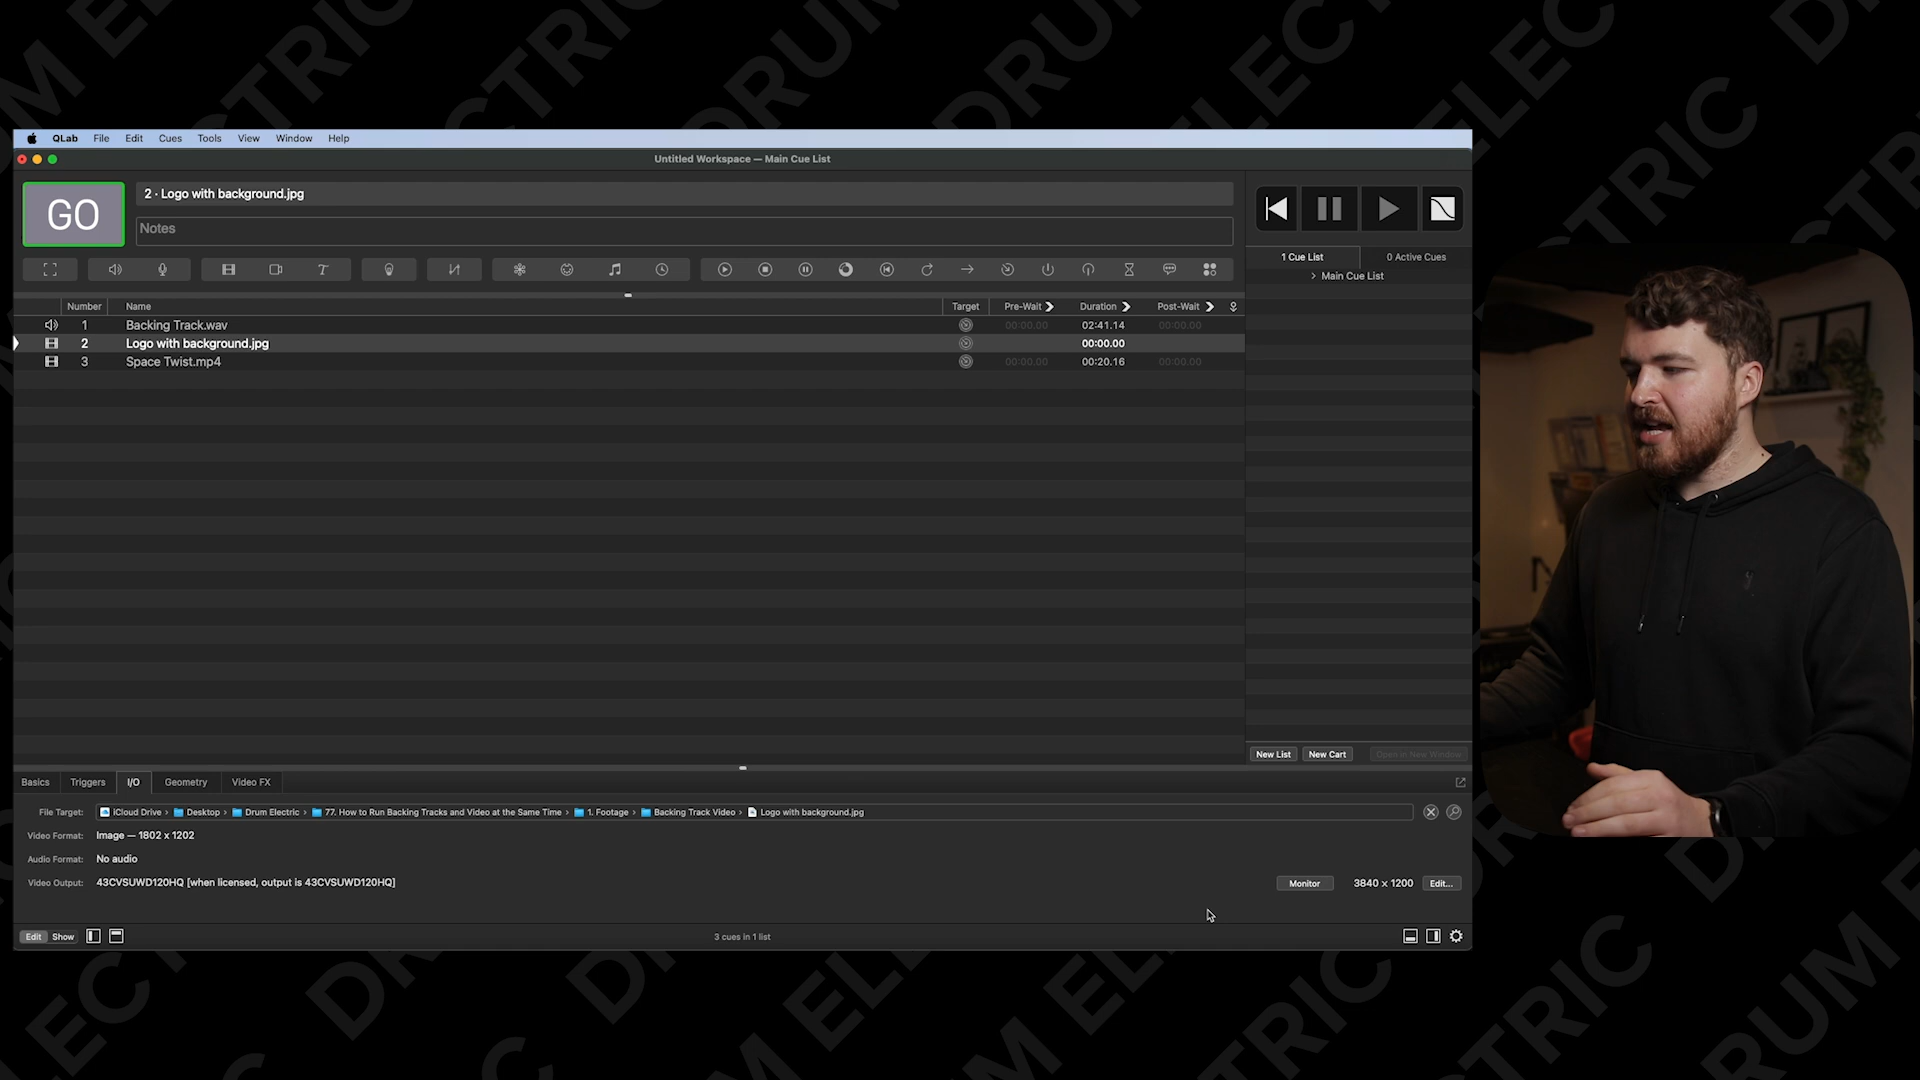 QLab File Edit Cues Tools View Window Help
Untitled Workspace — Main Cue List
GO
2 · Logo with background.jpg
Notes
1 Cue List 0 Active Cues
Main Cue List
Number Name Target Pre-Wait Duration Post-Wait
1 Backing Track.wav 00:00.00 02:41.14 00:00.00
2 Logo with background.jpg 00:00.00
3 Space Twist.mp4 00:00.00 00:20.16 00:00.00
New List New Cart Open in New Window
Basics Triggers I/O Geometry Video FX
File Target: iCloud Drive › Desktop › Drum Electric › 77. How to Run Backing Tracks and Video at the Same Time › 1. Footage › Backing Track Video › Logo with background.jpg
Video Format: Image — 1802 x 1202
Audio Format: No audio
Video Output: 43CVSUWD120HQ [when licensed, output is 43CVSUWD120HQ] Monitor 3840 x 1200 Edit...
Edit Show 3 cues in 1 list